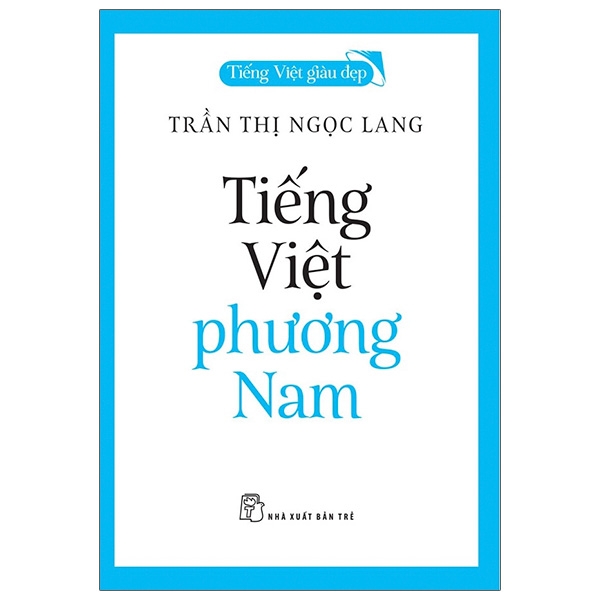 Tiếng Việt giàu đẹp
TRẦN THỊ NGỌC LANG
Tiếng
Việt
phương
Nam
NHÀ XUẤT BẢN TRẺ